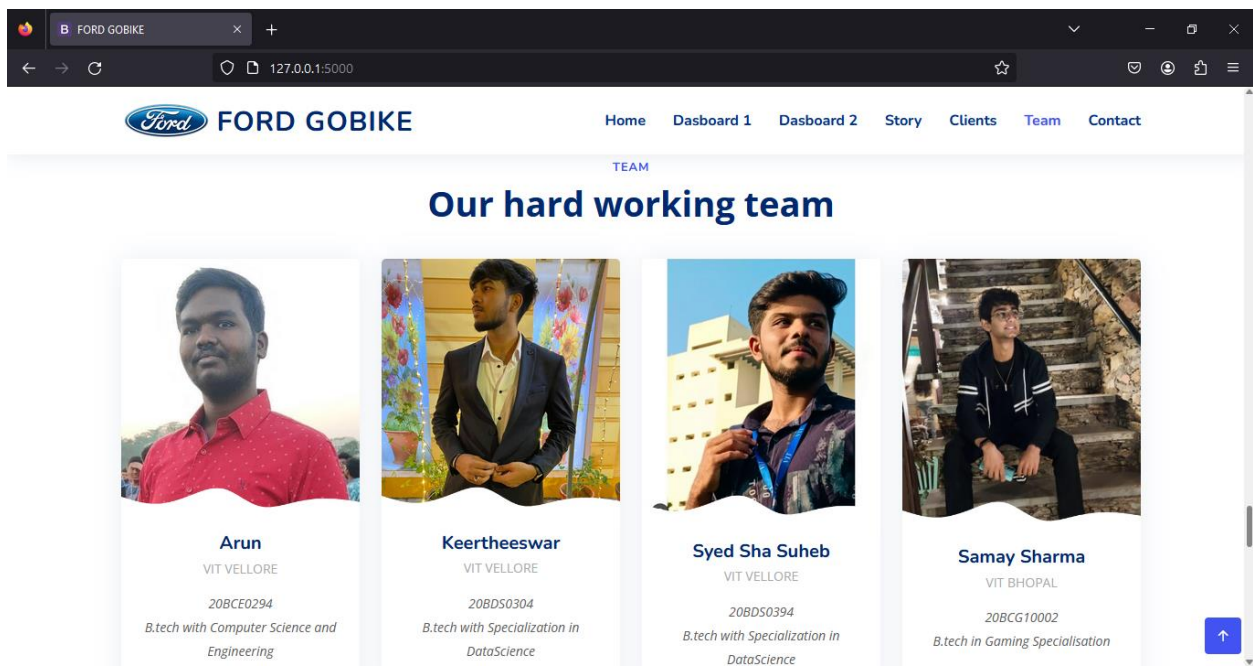 B FORD GOBIKE
127.0.0.1:5000
Ford FORD GOBIKE
Home Dasboard 1 Dasboard 2 Story Clients Team Contact
TEAM
Our hard working team
Arun
VIT VELLORE
20BCE0294
B.tech with Computer Science and
Engineering
Keertheeswar
VIT VELLORE
20BDS0304
B.tech with Specialization in
DataScience
Syed Sha Suheb
VIT VELLORE
20BDS0394
B.tech with Specialization in
DataScience
Samay Sharma
VIT BHOPAL
20BCG10002
B.tech in Gaming Specialisation